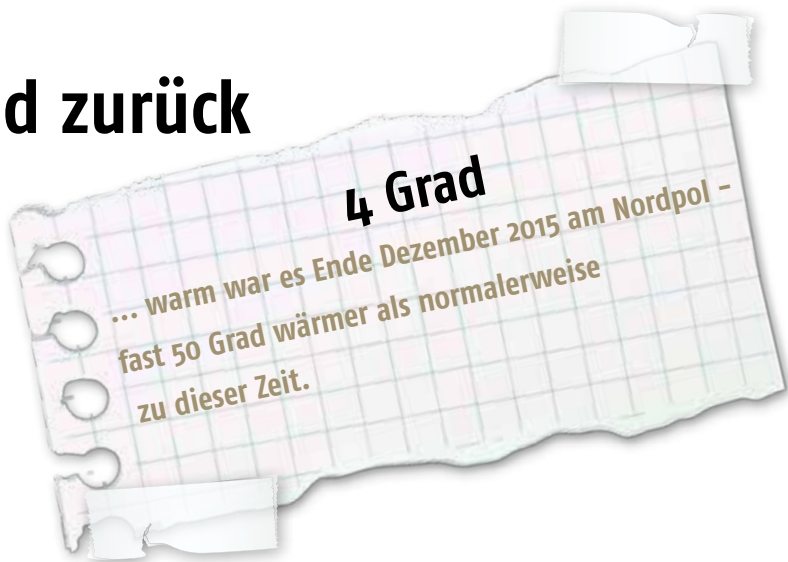 d zurück
4 Grad
... warm war es Ende Dezember 2015 am Nordpol –
fast 50 Grad wärmer als normalerweise
zu dieser Zeit.